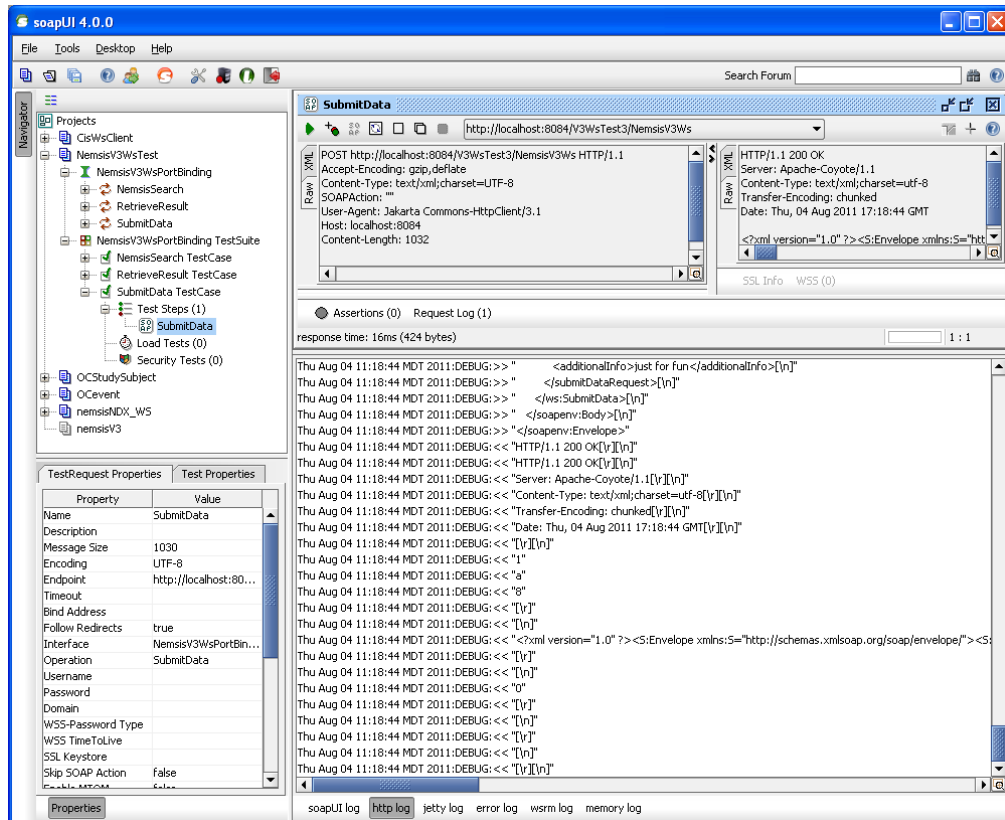 soapUI 4.0.0
File Tools Desktop Help
Search Forum
Navigator
Projects
CisWsClient
NemsisV3WsTest
NemsisV3WsPortBinding
NemsisSearch
RetrieveResult
SubmitData
NemsisV3WsPortBinding TestSuite
NemsisSearch TestCase
RetrieveResult TestCase
SubmitData TestCase
Test Steps (1)
SubmitData
Load Tests (0)
Security Tests (0)
OCStudySubject
OCevent
nemsisNDX_WS
nemsisV3
TestRequest Properties Test Properties
Property Value
Name SubmitData
Description
Message Size 1030
Encoding UTF-8
Endpoint http://localhost:80...
Timeout
Bind Address
Follow Redirects true
Interface NemsisV3WsPortBin...
Operation SubmitData
Username
Password
Domain
WSS-Password Type
WSS TimeToLive
SSL Keystore
Skip SOAP Action false
Enable MTOM false
Properties
SubmitData
http://localhost:8084/V3WsTest3/NemsisV3Ws
XML
Raw
POST http://localhost:8084/V3WsTest3/NemsisV3Ws HTTP/1.1
Accept-Encoding: gzip,deflate
Content-Type: text/xml;charset=UTF-8
SOAPAction: ""
User-Agent: Jakarta Commons-HttpClient/3.1
Host: localhost:8084
Content-Length: 1032
XML
Raw
HTTP/1.1 200 OK
Server: Apache-Coyote/1.1
Content-Type: text/xml;charset=utf-8
Transfer-Encoding: chunked
Date: Thu, 04 Aug 2011 17:18:44 GMT
<?xml version="1.0" ?><S:Envelope xmlns:S="htt
SSL Info WSS (0)
Assertions (0) Request Log (1)
response time: 16ms (424 bytes) 1 : 1
Thu Aug 04 11:18:44 MDT 2011:DEBUG:>> " <additionalInfo>just for fun</additionalInfo>[\n]"
Thu Aug 04 11:18:44 MDT 2011:DEBUG:>> " </submitDataRequest>[\n]"
Thu Aug 04 11:18:44 MDT 2011:DEBUG:>> " </ws:SubmitData>[\n]"
Thu Aug 04 11:18:44 MDT 2011:DEBUG:>> " </soapenv:Body>[\n]"
Thu Aug 04 11:18:44 MDT 2011:DEBUG:>> "</soapenv:Envelope>"
Thu Aug 04 11:18:44 MDT 2011:DEBUG:<< "HTTP/1.1 200 OK[\r][\n]"
Thu Aug 04 11:18:44 MDT 2011:DEBUG:<< "HTTP/1.1 200 OK[\r][\n]"
Thu Aug 04 11:18:44 MDT 2011:DEBUG:<< "Server: Apache-Coyote/1.1[\r][\n]"
Thu Aug 04 11:18:44 MDT 2011:DEBUG:<< "Content-Type: text/xml;charset=utf-8[\r][\n]"
Thu Aug 04 11:18:44 MDT 2011:DEBUG:<< "Transfer-Encoding: chunked[\r][\n]"
Thu Aug 04 11:18:44 MDT 2011:DEBUG:<< "Date: Thu, 04 Aug 2011 17:18:44 GMT[\r][\n]"
Thu Aug 04 11:18:44 MDT 2011:DEBUG:<< "[\r][\n]"
Thu Aug 04 11:18:44 MDT 2011:DEBUG:<< "1"
Thu Aug 04 11:18:44 MDT 2011:DEBUG:<< "a"
Thu Aug 04 11:18:44 MDT 2011:DEBUG:<< "8"
Thu Aug 04 11:18:44 MDT 2011:DEBUG:<< "[\r]"
Thu Aug 04 11:18:44 MDT 2011:DEBUG:<< "[\n]"
Thu Aug 04 11:18:44 MDT 2011:DEBUG:<< "<?xml version="1.0" ?><S:Envelope xmlns:S="http://schemas.xmlsoap.org/soap/envelope/"><S:
Thu Aug 04 11:18:44 MDT 2011:DEBUG:<< "[\r]"
Thu Aug 04 11:18:44 MDT 2011:DEBUG:<< "[\n]"
Thu Aug 04 11:18:44 MDT 2011:DEBUG:<< "0"
Thu Aug 04 11:18:44 MDT 2011:DEBUG:<< "[\n]"
Thu Aug 04 11:18:44 MDT 2011:DEBUG:<< "[\r]"
Thu Aug 04 11:18:44 MDT 2011:DEBUG:<< "[\n]"
Thu Aug 04 11:18:44 MDT 2011:DEBUG:<< "[\r][\n]"
soapUI log http log jetty log error log wsrm log memory log